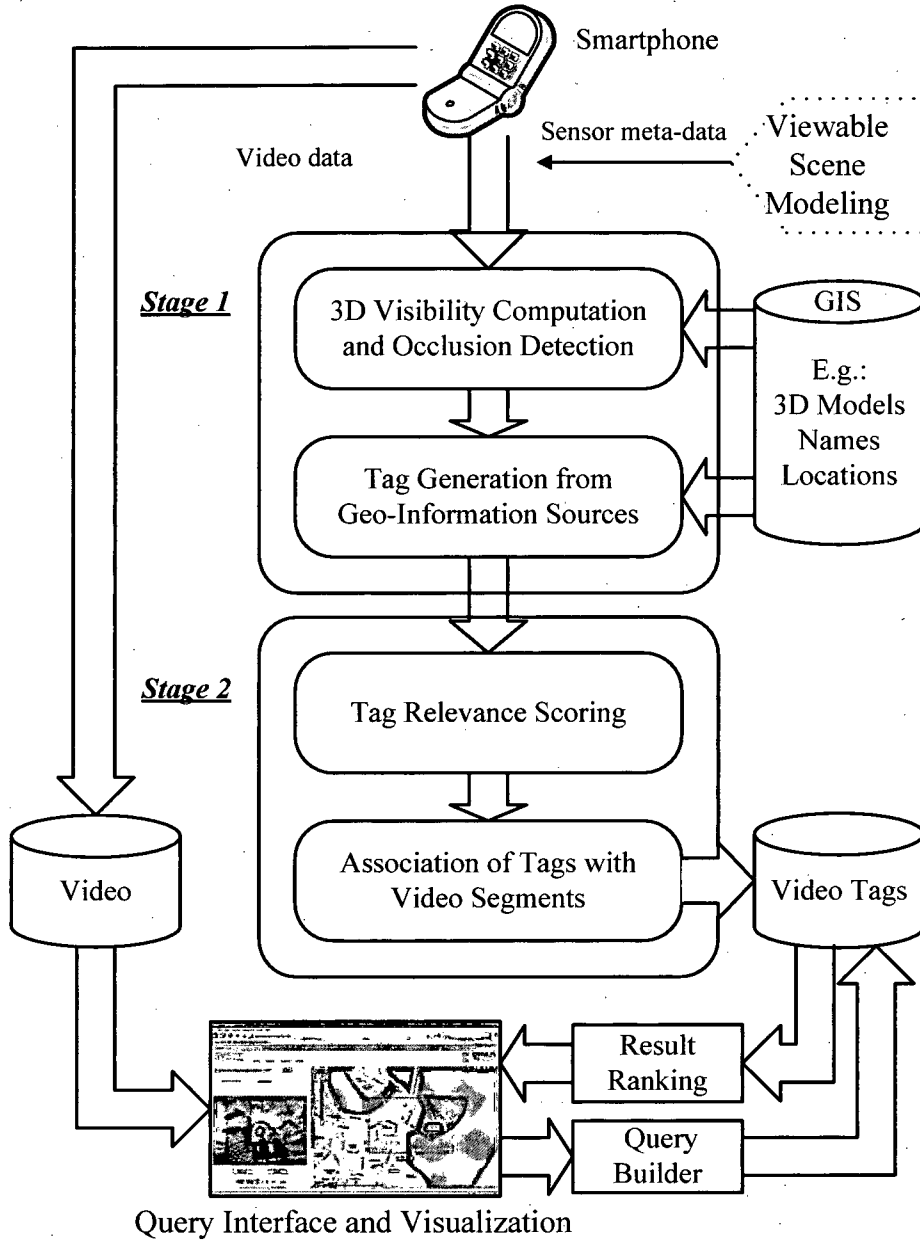 Smartphone
Sensor meta-data
Viewable
Scene
Modeling
Video data
Stage 1
3D Visibility Computation
and Occlusion Detection
GIS
E.g.:
3D Models
Names
Locations
Tag Generation from
Geo-Information Sources
Stage 2
Tag Relevance Scoring
Association of Tags with
Video Segments
Video
Video Tags
Result
Ranking
Query
Builder
Query Interface and Visualization